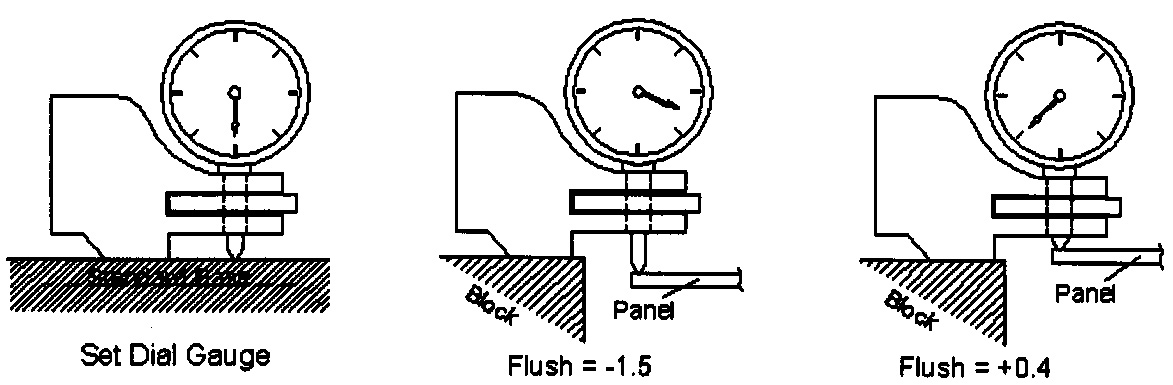 Standard Base
Set Dial Gauge
Block
Panel
Flush = -1.5
Block
Panel
Flush = +0.4